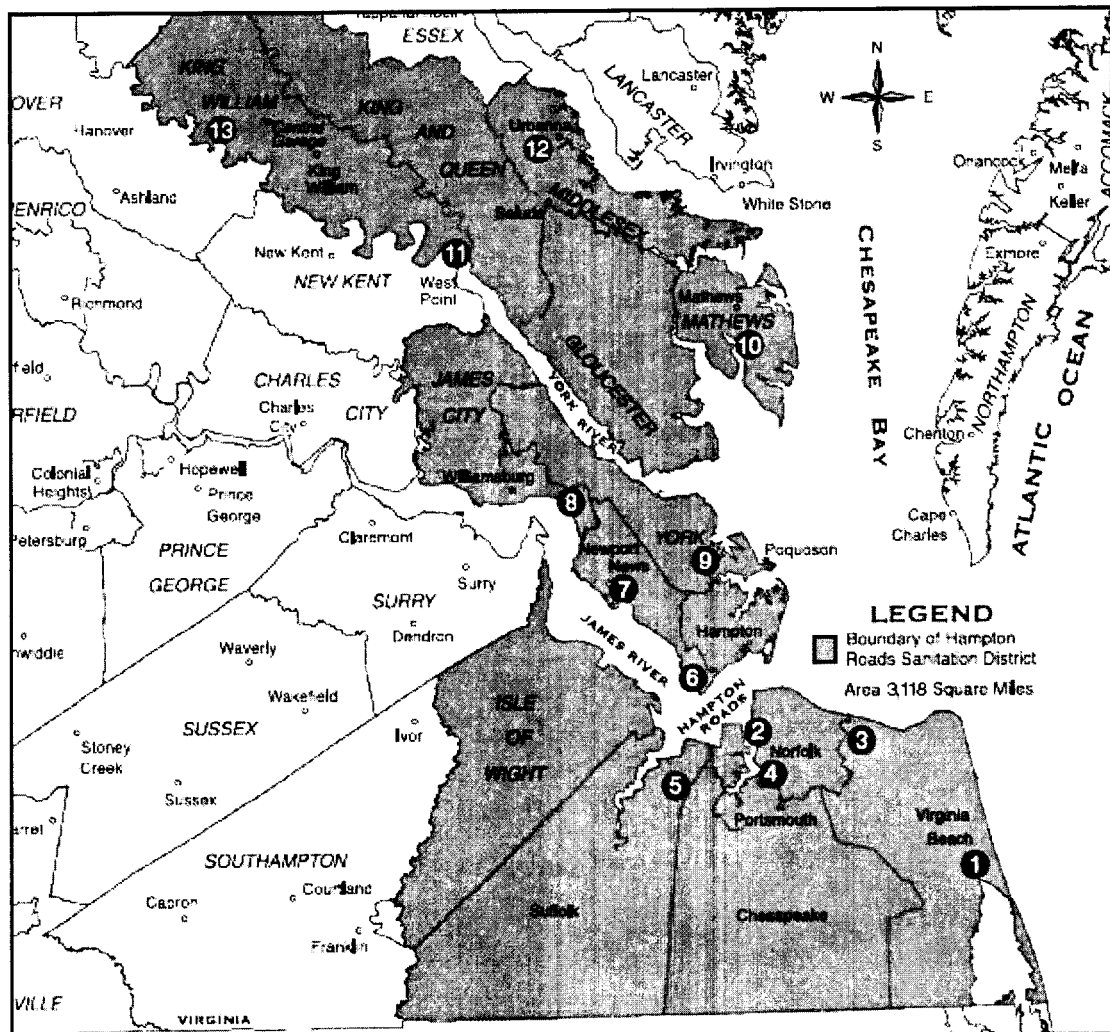 ESSEX
LANCASTER
Lancaster
Irvington
White Stone
N
W E
S
KING
WILLIAM
13
Central
Garage
King
William
KING
AND
QUEEN
Urbanna
12
MIDDLESEX
Saluda
Hanover
Ashland
New Kent
NEW KENT
11
West
Point
Richmond
Mathews
MATHEWS
10
GLOUCESTER
YORK RIVER
JAMES
CITY
Williamsburg
CHARLES
CITY
Charles
City
8
Newport
News
7
YORK
9
Poquoson
Hampton
6
CHESAPEAKE BAY
Onancock
Melfa
Keller
ACCOMACK
Exmore
NORTHAMPTON
Cheriton
Cape
Charles
ATLANTIC OCEAN
Colonial
Heights
Hopewell
Prince
George
Petersburg
PRINCE
GEORGE
Claremont
Surry
SURRY
Dendron
Waverly
Wakefield
SUSSEX
Stoney
Creek
Sussex
Ivor
JAMES RIVER
HAMPTON
ROADS
LEGEND
Boundary of Hampton
Roads Sanitation District
Area 3,118 Square Miles
ISLE
OF
WIGHT
2
Norfolk
3
4
5
Portsmouth
Virginia
Beach
1
SOUTHAMPTON
Courtland
Capron
Franklin
Suffolk
Chesapeake
VILLE
VIRGINIA